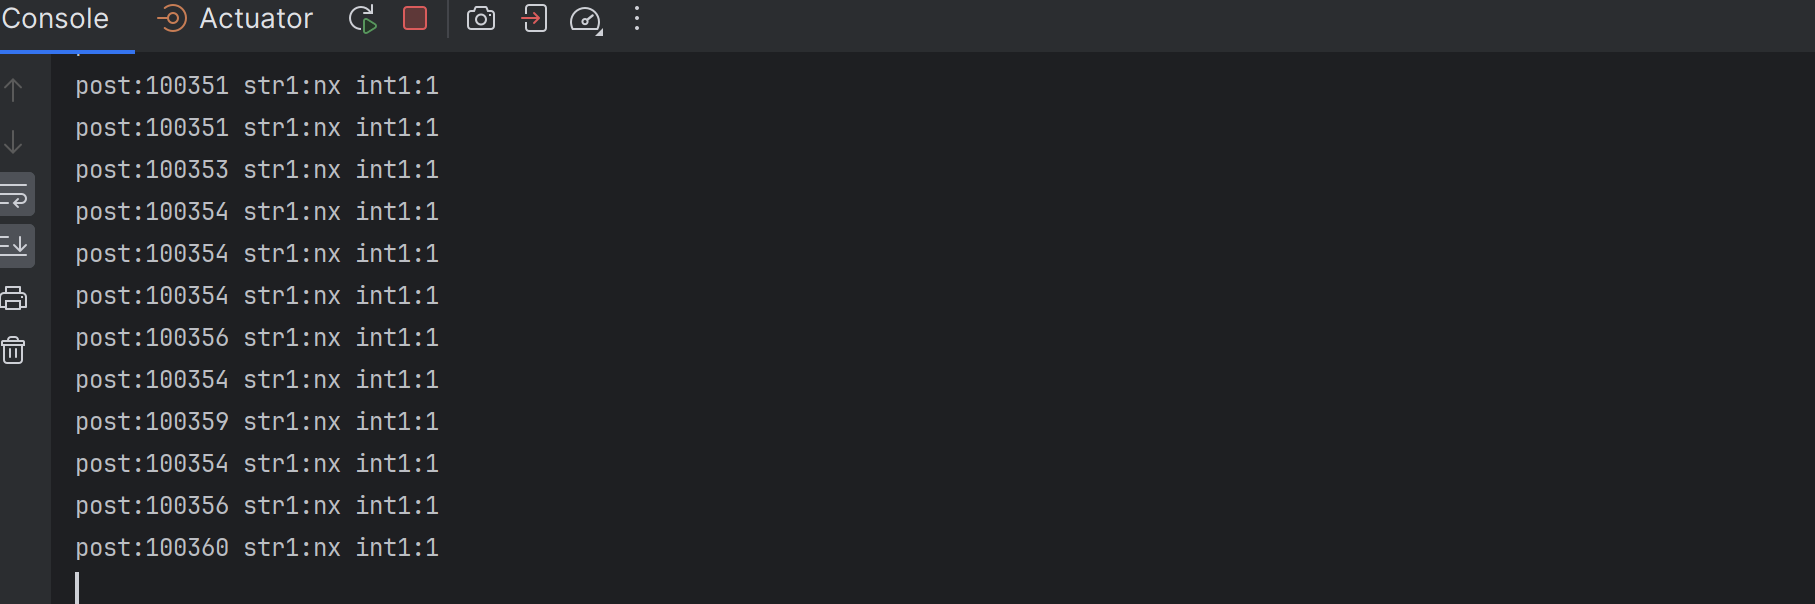 Console Actuator
post:100351 str1:nx int1:1
post:100351 str1:nx int1:1
post:100353 str1:nx int1:1
post:100354 str1:nx int1:1
post:100354 str1:nx int1:1
post:100354 str1:nx int1:1
post:100356 str1:nx int1:1
post:100354 str1:nx int1:1
post:100359 str1:nx int1:1
post:100354 str1:nx int1:1
post:100356 str1:nx int1:1
post:100360 str1:nx int1:1